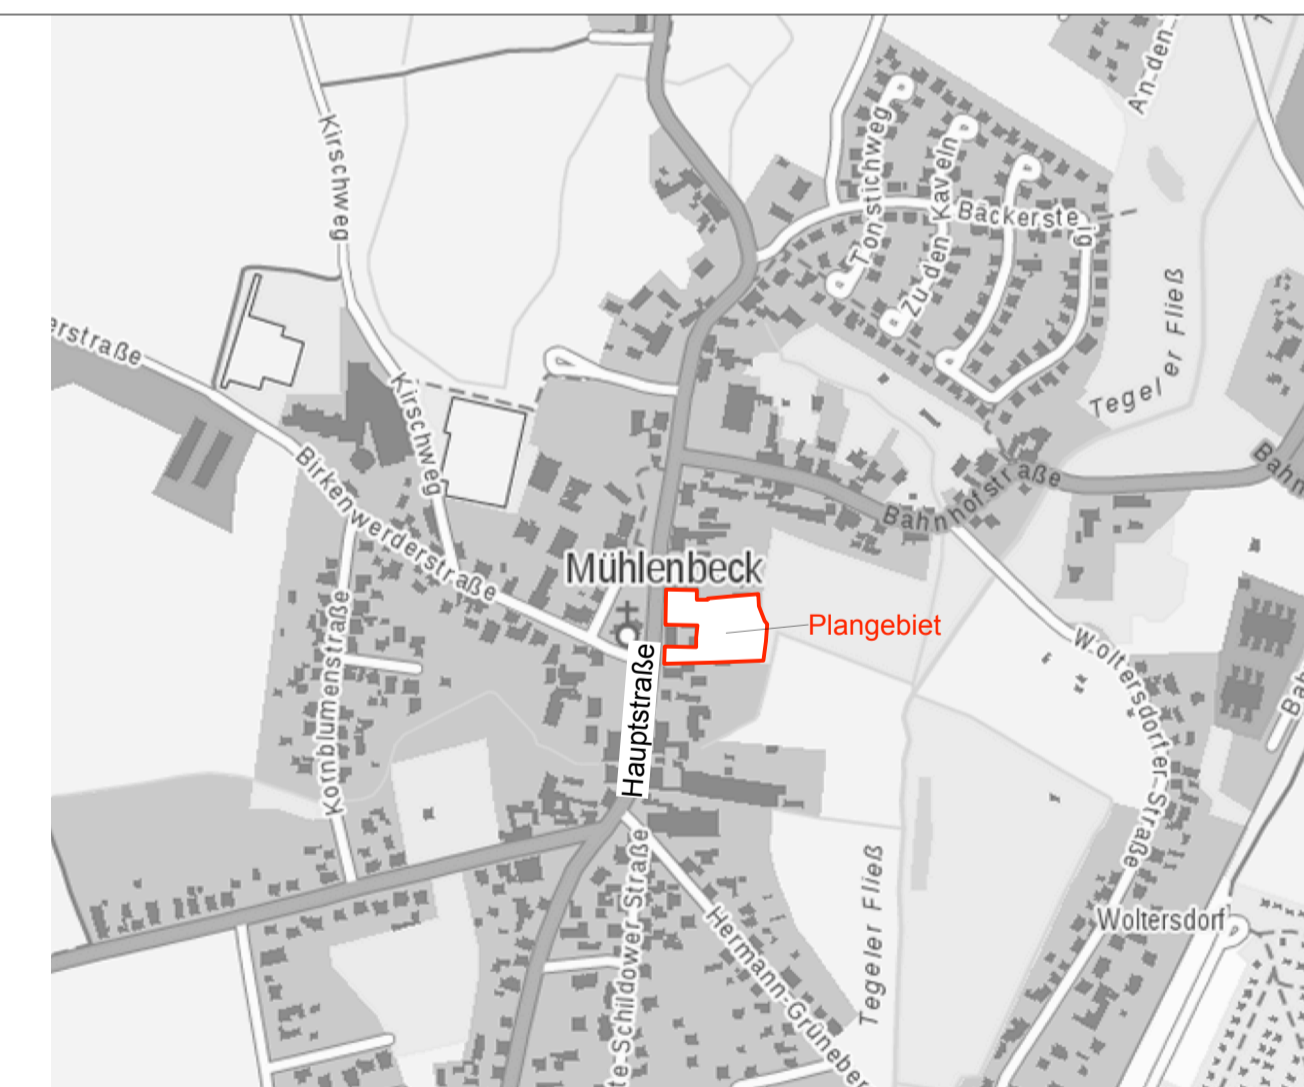 An-den-
Kirschweg
Tonstichweg
Zu-den-Kaveln
Bäckersteig
Tegeler Fließ
erstraße
Kirschweg
Birkenwerderstraße
Bahnhofstraße
Bahn
Mühlenbeck
Plangebiet
Kornblumenstraße
Hauptstraße
Woltersdorfer-Straße
Bah
Tegeler Fließ
Woltersdorf
te-Schildower-Straße
Hermann-Grüneber